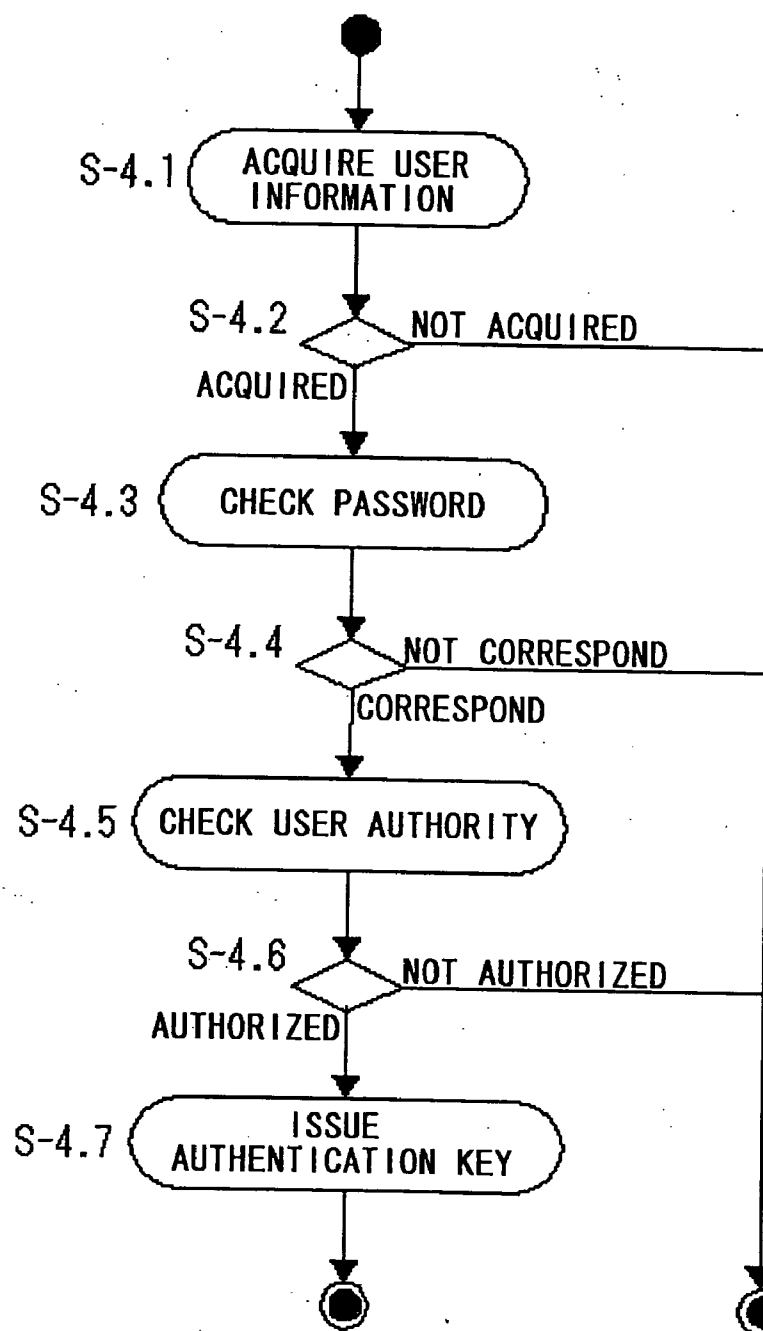 S-4.1
ACQUIRE USER
INFORMATION
S-4.2
NOT ACQUIRED
ACQUIRED
S-4.3
CHECK PASSWORD
S-4.4
NOT CORRESPOND
CORRESPOND
S-4.5
CHECK USER AUTHORITY
S-4.6
NOT AUTHORIZED
AUTHORIZED
S-4.7
ISSUE
AUTHENTICATION KEY